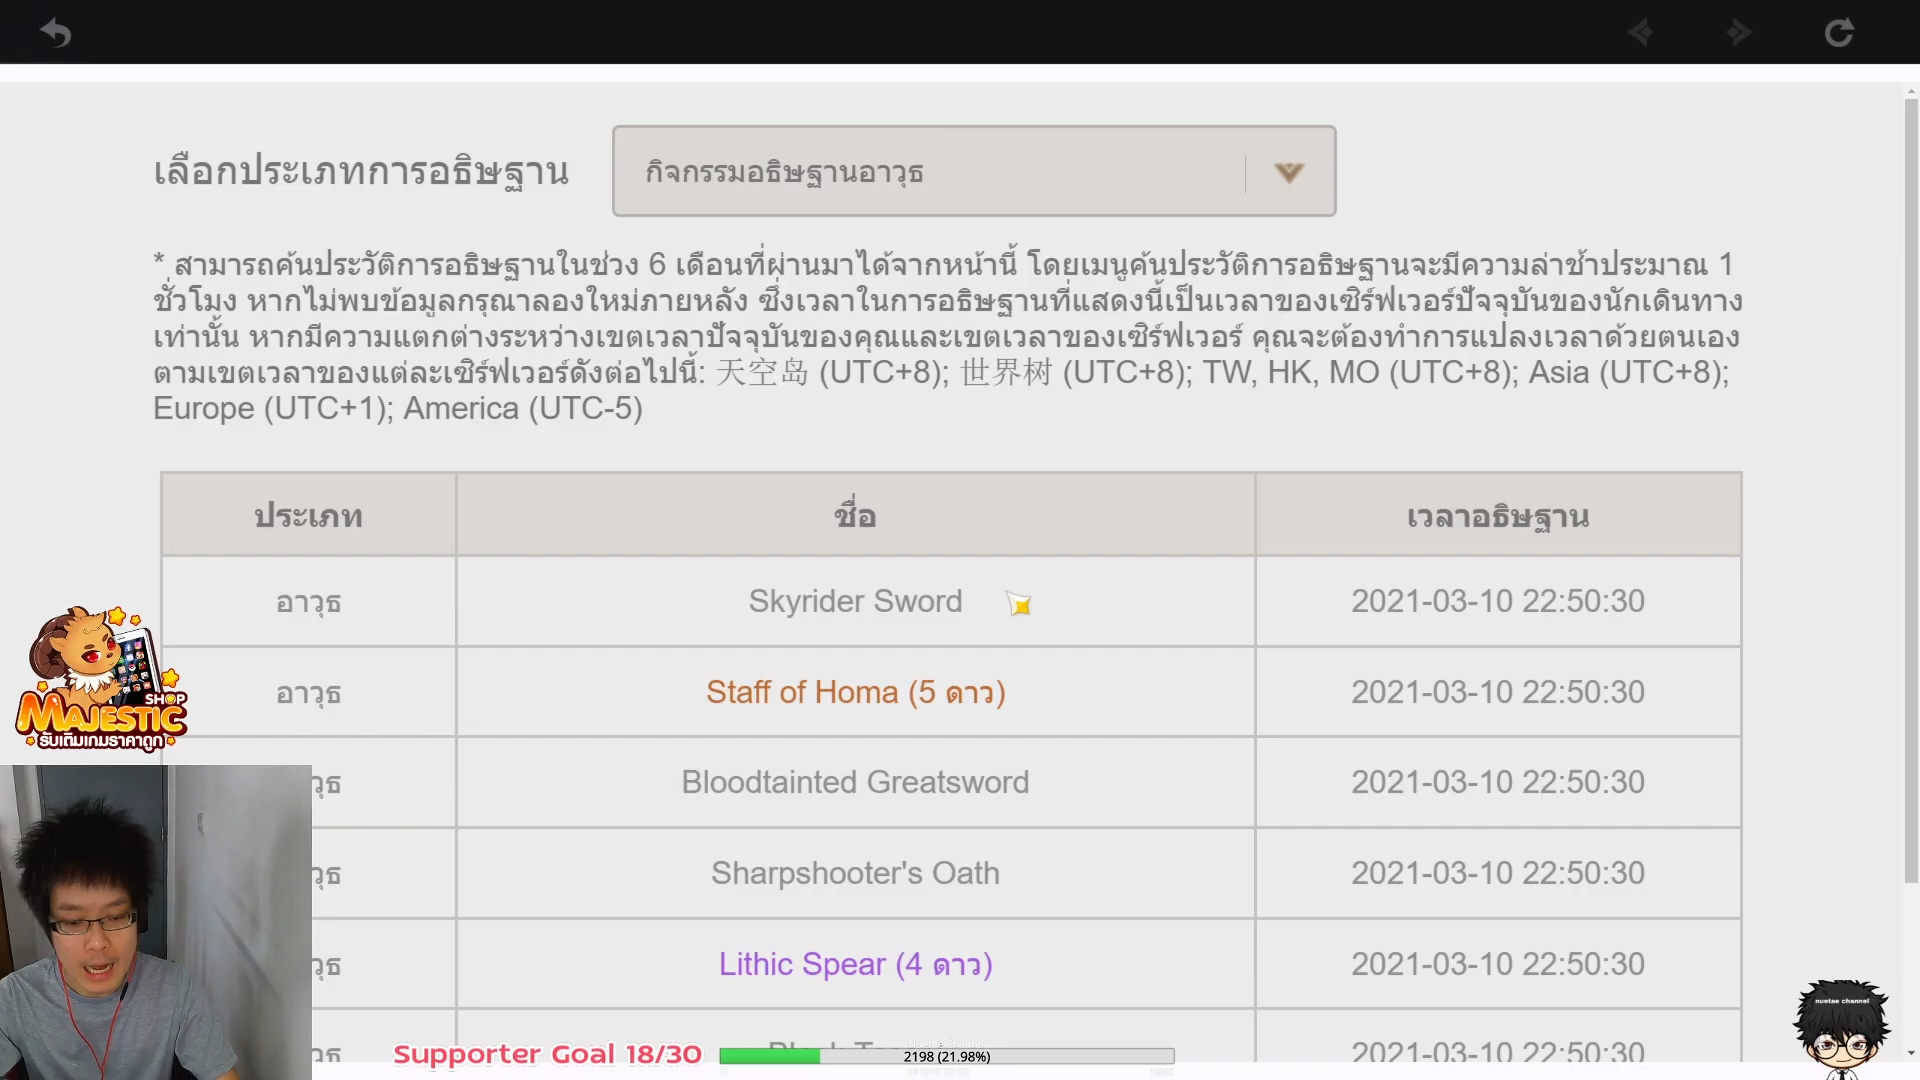 เลือกประเภทการอธิษฐาน
กิจกรรมอธิษฐานอาวุธ
* สามารถค้นประวัติการอธิษฐานในช่วง 6 เดือนที่ผ่านมาได้จากหน้านี้ โดยเมนูค้นประวัติการอธิษฐานจะมีความล่าช้าประมาณ 1
ชั่วโมง หากไม่พบข้อมูลกรุณาลองใหม่ภายหลัง ซึ่งเวลาในการอธิษฐานที่แสดงนี้เป็นเวลาของเซิร์ฟเวอร์ปัจจุบันของนักเดินทาง
เท่านั้น หากมีความแตกต่างระหว่างเขตเวลาปัจจุบันของคุณและเขตเวลาของเซิร์ฟเวอร์ คุณจะต้องทำการแปลงเวลาด้วยตนเอง
ตามเขตเวลาของแต่ละเซิร์ฟเวอร์ดังต่อไปนี้: 天空岛 (UTC+8); 世界树 (UTC+8); TW, HK, MO (UTC+8); Asia (UTC+8);
Europe (UTC+1); America (UTC-5)
ประเภท ชื่อ เวลาอธิษฐาน
อาวุธ Skyrider Sword 2021-03-10 22:50:30
อาวุธ Staff of Homa (5 ดาว) 2021-03-10 22:50:30
Bloodtainted Greatsword 2021-03-10 22:50:30
Sharpshooter's Oath 2021-03-10 22:50:30
Lithic Spear (4 ดาว) 2021-03-10 22:50:30
2021-03-10 22:50:30
MAJESTIC SHOP
รับเติมเกมราคาถูก
Supporter Goal 18/30
2198 (21.98%)
nuetae channel